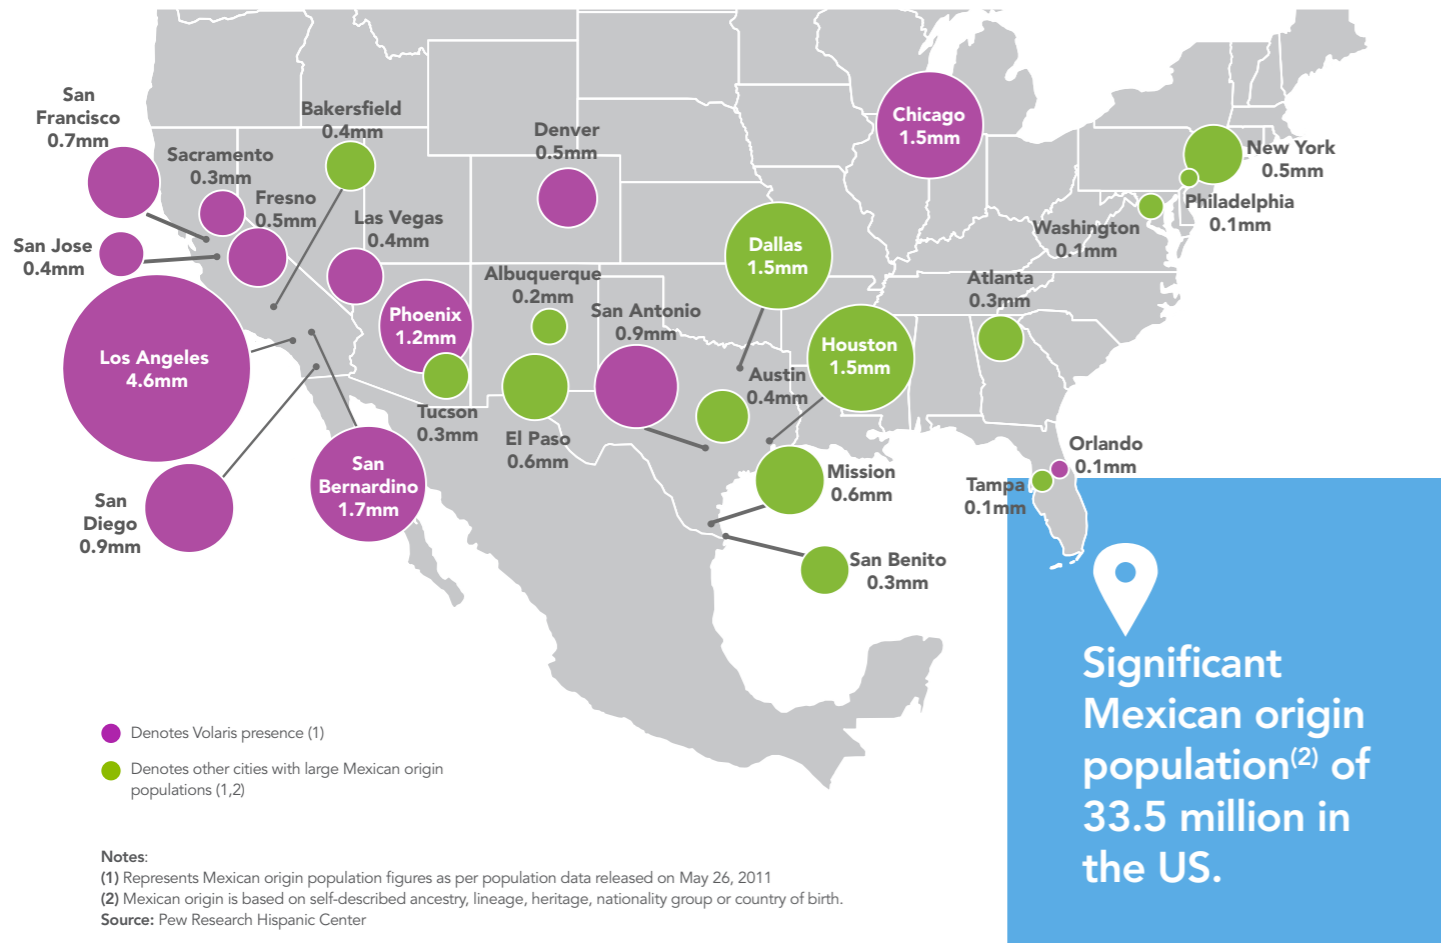 San
Francisco
0.7mm
Bakersfield
0.4mm
Sacramento
0.3mm
Fresno
0.5mm
Denver
0.5mm
Chicago
1.5mm
New York
0.5mm
Philadelphia
0.1mm
Washington
0.1mm
San Jose
0.4mm
Las Vegas
0.4mm
Dallas
1.5mm
Albuquerque
0.2mm
Atlanta
0.3mm
San Antonio
0.9mm
Phoenix
1.2mm
Los Angeles
4.6mm
Houston
1.5mm
Austin
0.4mm
Tucson
0.3mm
El Paso
0.6mm
San
Bernardino
1.7mm
San
Diego
0.9mm
Mission
0.6mm
Orlando
0.1mm
Tampa
0.1mm
San Benito
0.3mm
Significant
Mexican origin
population(2) of
33.5 million in
the US.
Denotes Volaris presence (1)
Denotes other cities with large Mexican origin
populations (1,2)
Notes:
(1) Represents Mexican origin population figures as per population data released on May 26, 2011
(2) Mexican origin is based on self-described ancestry, lineage, heritage, nationality group or country of birth.
Source: Pew Research Hispanic Center